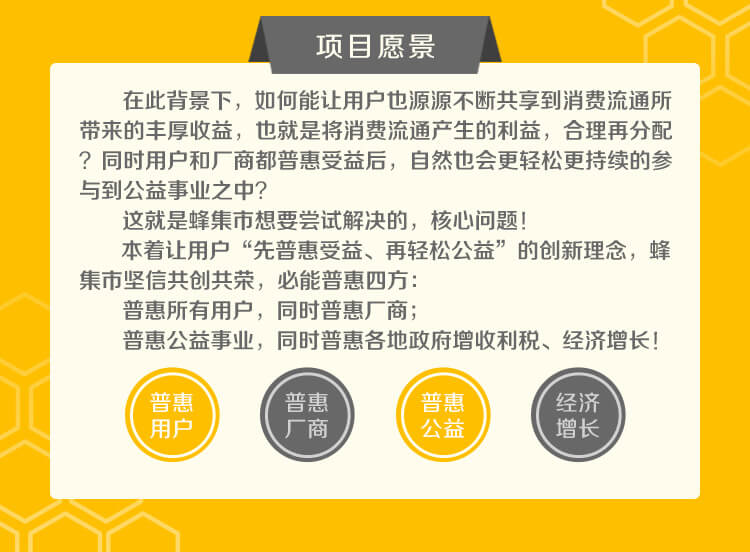 项目愿景
在此背景下，如何能让用户也源源不断共享到消费流通所
带来的丰厚收益，也就是将消费流通产生的利益，合理再分配
？同时用户和厂商都普惠受益后，自然也会更轻松更持续的参
与到公益事业之中？
这就是蜂集市想要尝试解决的，核心问题！
本着让用户“先普惠受益、再轻松公益”的创新理念，蜂
集市坚信共创共荣，必能普惠四方：
普惠所有用户，同时普惠厂商；
普惠公益事业，同时普惠各地政府增收利税、经济增长！
普惠
用户
普惠
厂商
普惠
公益
经济
增长